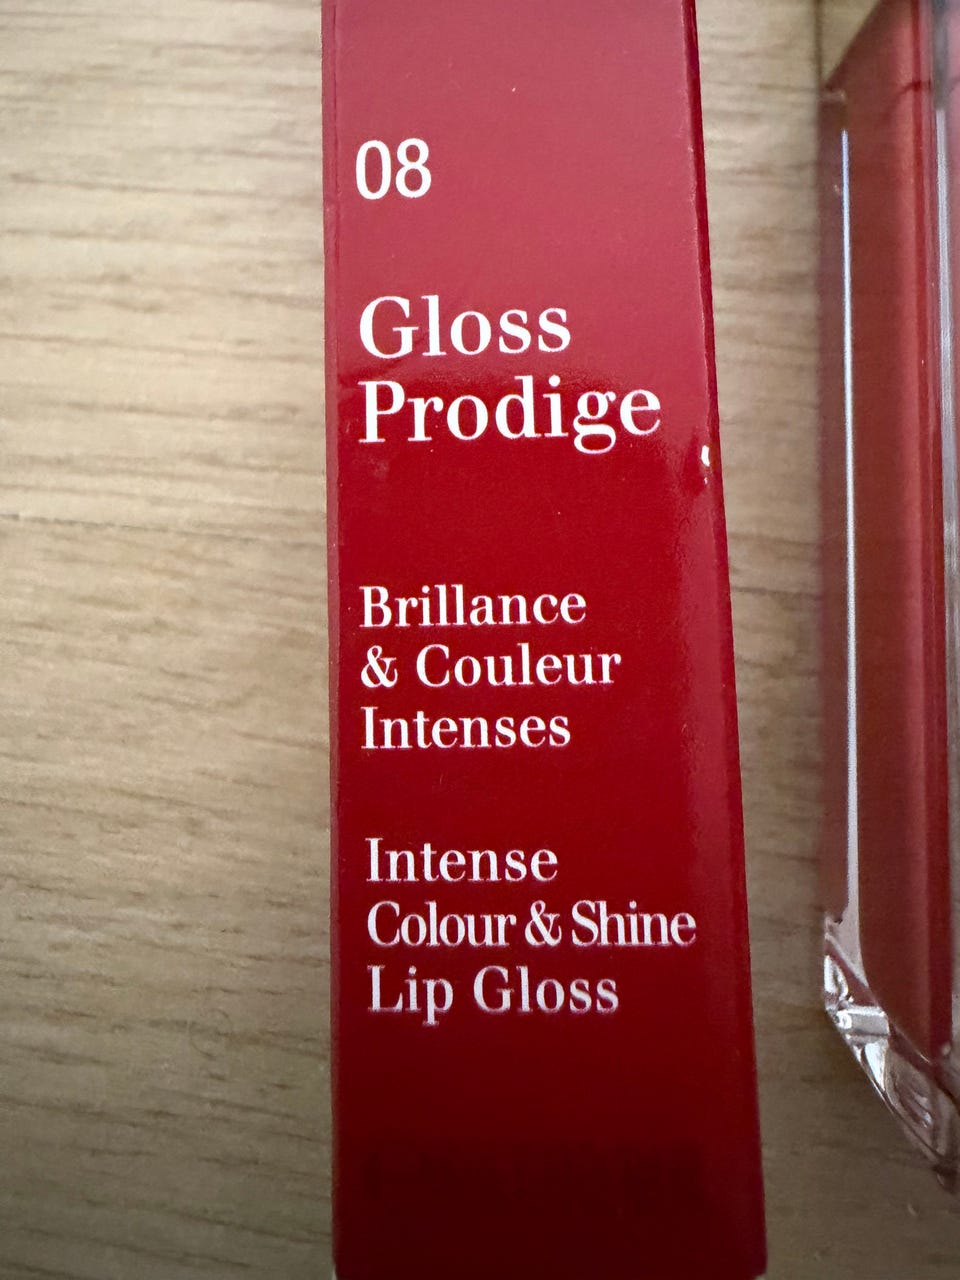 08
Gloss
Prodige
Brillance
& Couleur
Intenses
Intense
Colour & Shine
Lip Gloss